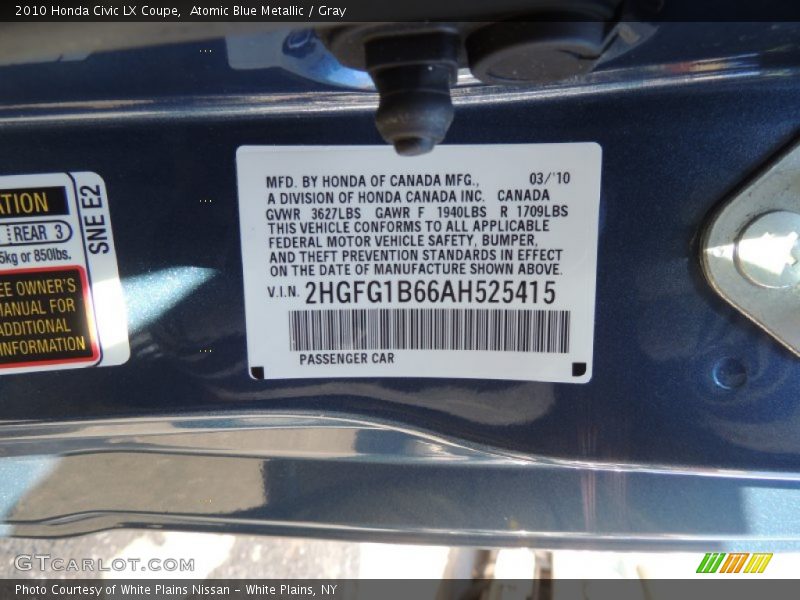 2010 Honda Civic LX Coupe,  Atomic Blue Metallic / Gray
MFD. BY HONDA OF CANADA MFG., 03/'10
A DIVISION OF HONDA CANADA INC. CANADA
GVWR 3627LBS GAWR F 1940LBS R 1709LBS
THIS VEHICLE CONFORMS TO ALL APPLICABLE
FEDERAL MOTOR VEHICLE SAFETY, BUMPER,
AND THEFT PREVENTION STANDARDS IN EFFECT
ON THE DATE OF MANUFACTURE SHOWN ABOVE.
V.I.N. 2HGFG1B66AH525415
PASSENGER CAR
REAR 3
kg or 850lbs.
OWNER'S
MANUAL FOR
ADDITIONAL
INFORMATION
SNE E2
GTCARLOT.COM
Photo Courtesy of White Plains Nissan - White Plains, NY